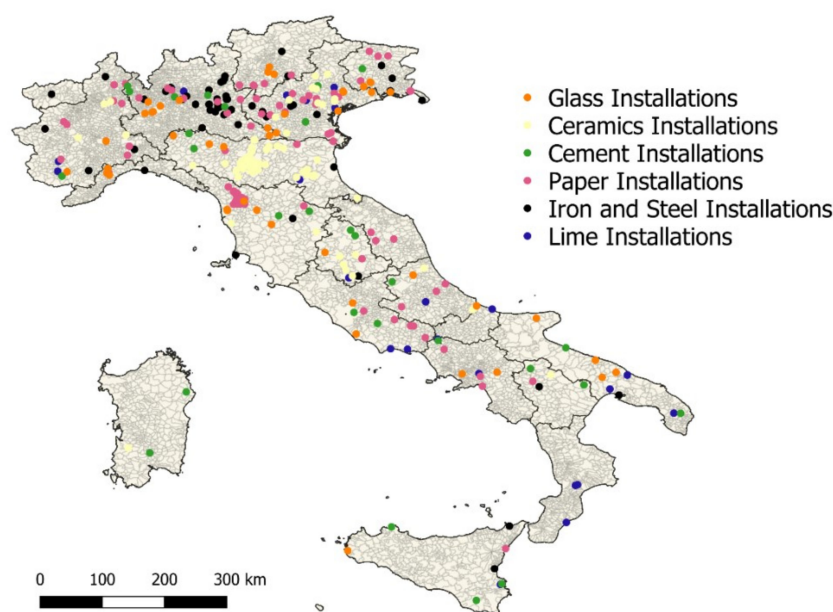 Glass Installations
Ceramics Installations
Cement Installations
Paper Installations
Iron and Steel Installations
Lime Installations
0 100 200 300 km